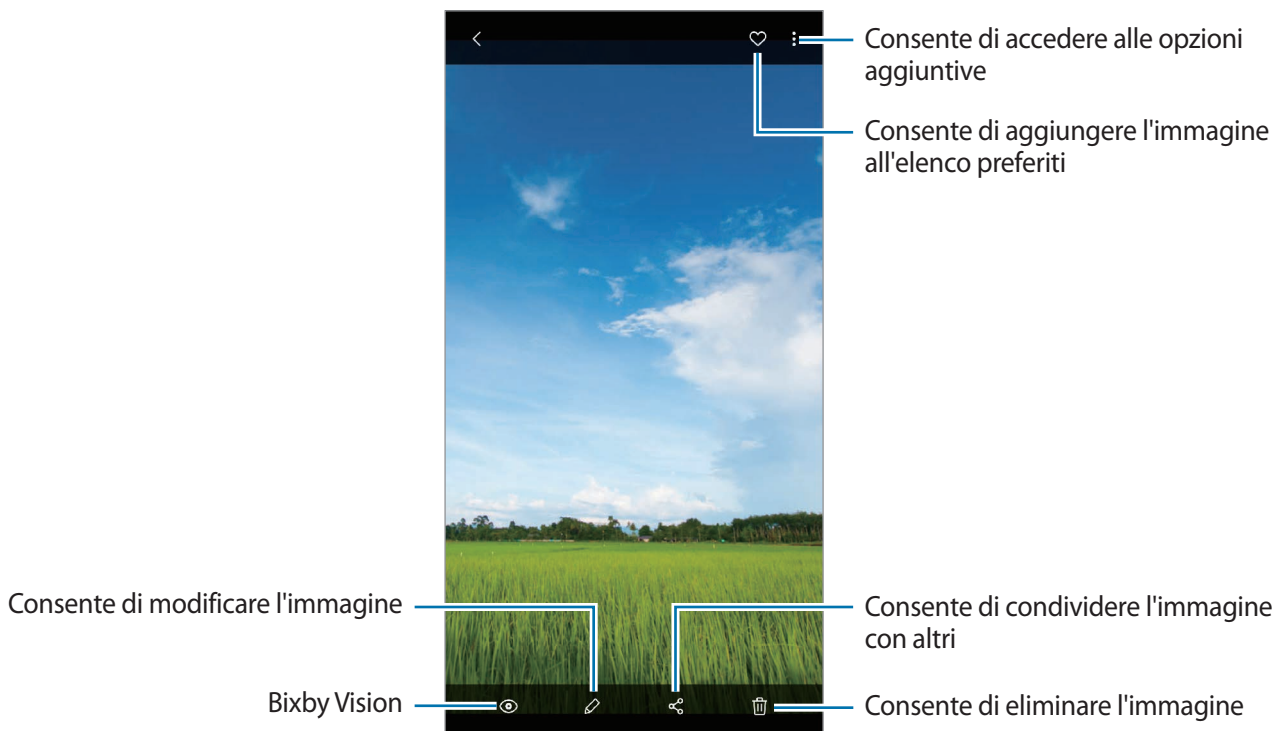 Consente di accedere alle opzioni
aggiuntive
Consente di aggiungere l'immagine
all'elenco preferiti
Consente di modificare l'immagine
Consente di condividere l'immagine
con altri
Bixby Vision
Consente di eliminare l'immagine